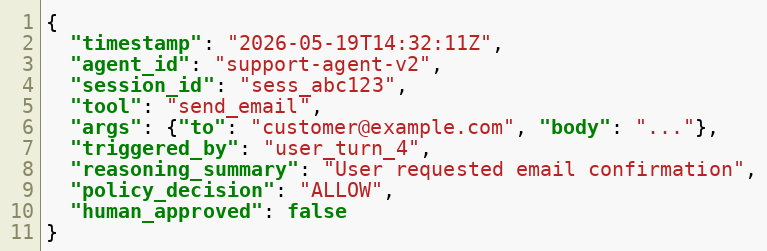 1 {
2   "timestamp": "2026-05-19T14:32:11Z",
3   "agent_id": "support-agent-v2",
4   "session_id": "sess_abc123",
5   "tool": "send_email",
6   "args": {"to": "customer@example.com", "body": "..."},
7   "triggered_by": "user_turn_4",
8   "reasoning_summary": "User requested email confirmation",
9   "policy_decision": "ALLOW",
10   "human_approved": false
11 }